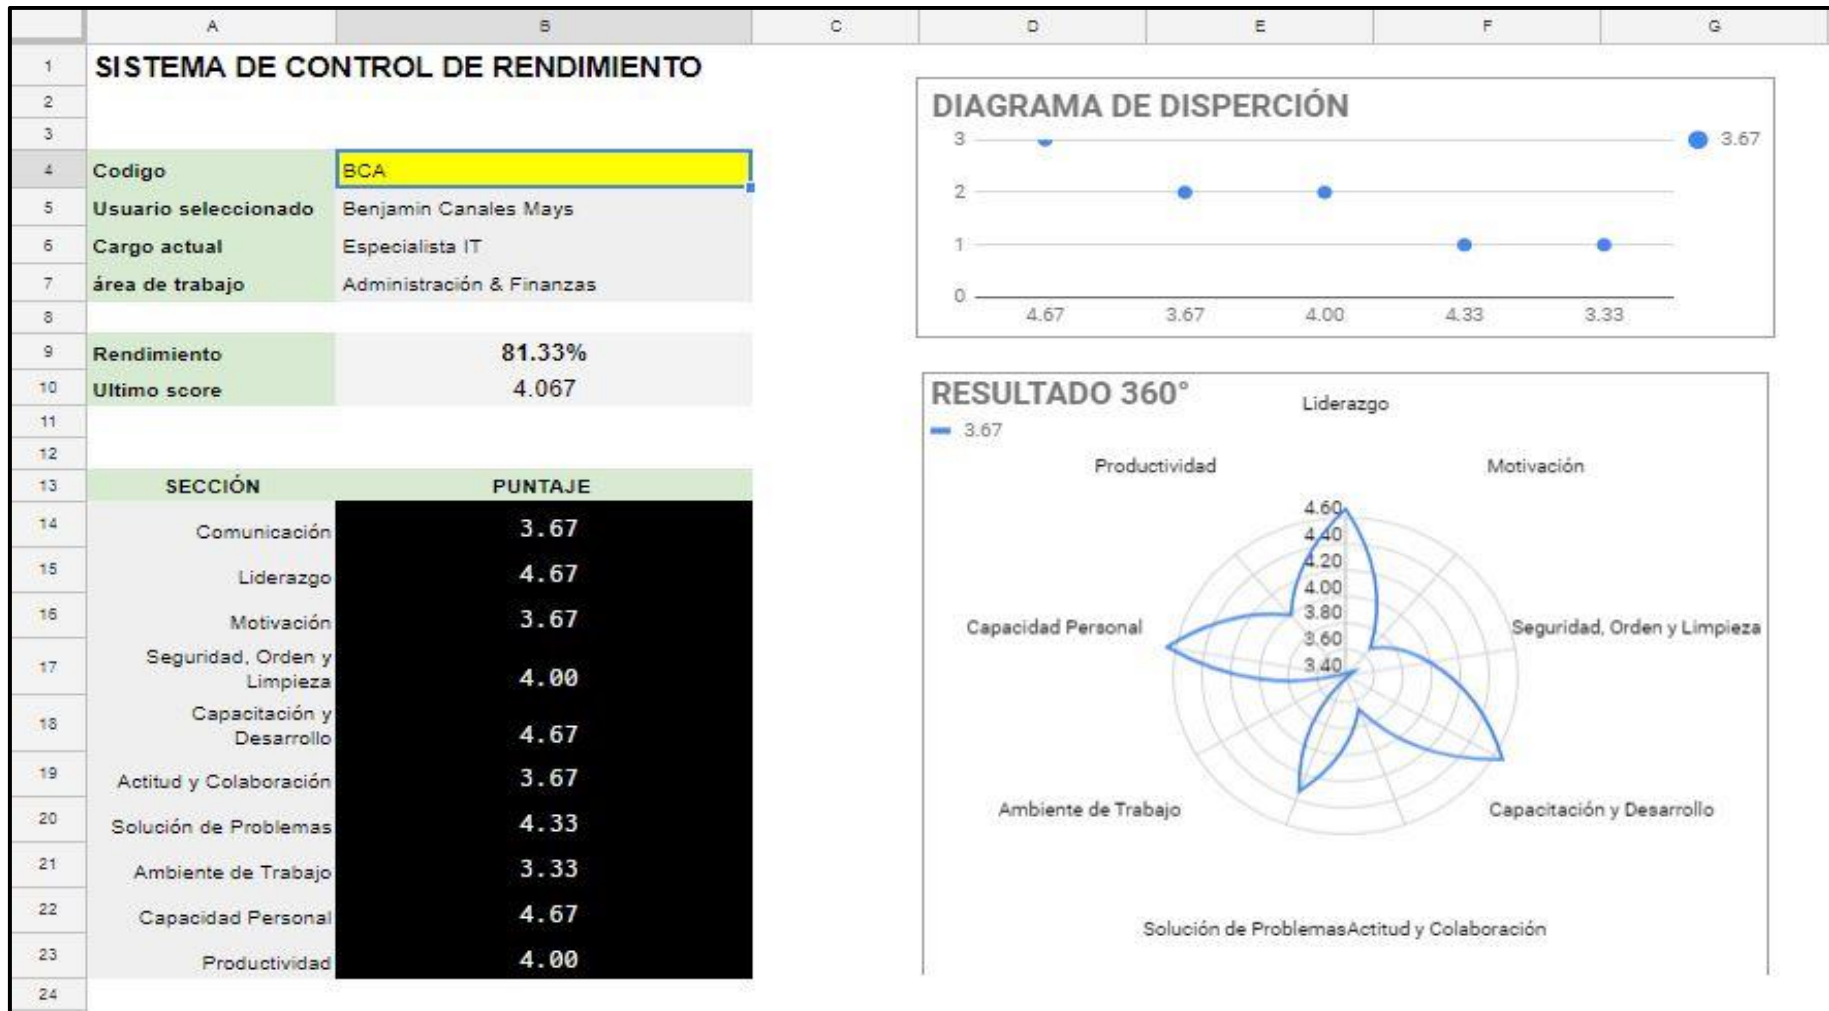 A B C D E F G
1 SISTEMA DE CONTROL DE RENDIMIENTO
2
3
4 Codigo BCA
5 Usuario seleccionado Benjamin Canales Mays
6 Cargo actual Especialista IT
7 área de trabajo Administración & Finanzas
8
9 Rendimiento 81.33%
10 Ultimo score 4.067
11
12
13 SECCIÓN PUNTAJE
14 Comunicación 3.67
15 Liderazgo 4.67
16 Motivación 3.67
Seguridad, Orden y
17 Limpieza 4.00
Capacitación y
18 Desarrollo 4.67
19 Actitud y Colaboración 3.67
20 Solución de Problemas 4.33
21 Ambiente de Trabajo 3.33
22 Capacidad Personal 4.67
23 Productividad 4.00
24
DIAGRAMA DE DISPERCIÓN
3 3.67
2
1
0
4.67 3.67 4.00 4.33 3.33
RESULTADO 360°
3.67
Liderazgo
Productividad Motivación
4.60
4.40
4.20
4.00
3.80
3.60
3.40
Capacidad Personal Seguridad, Orden y Limpieza
Ambiente de Trabajo Capacitación y Desarrollo
Solución de ProblemasActitud y Colaboración